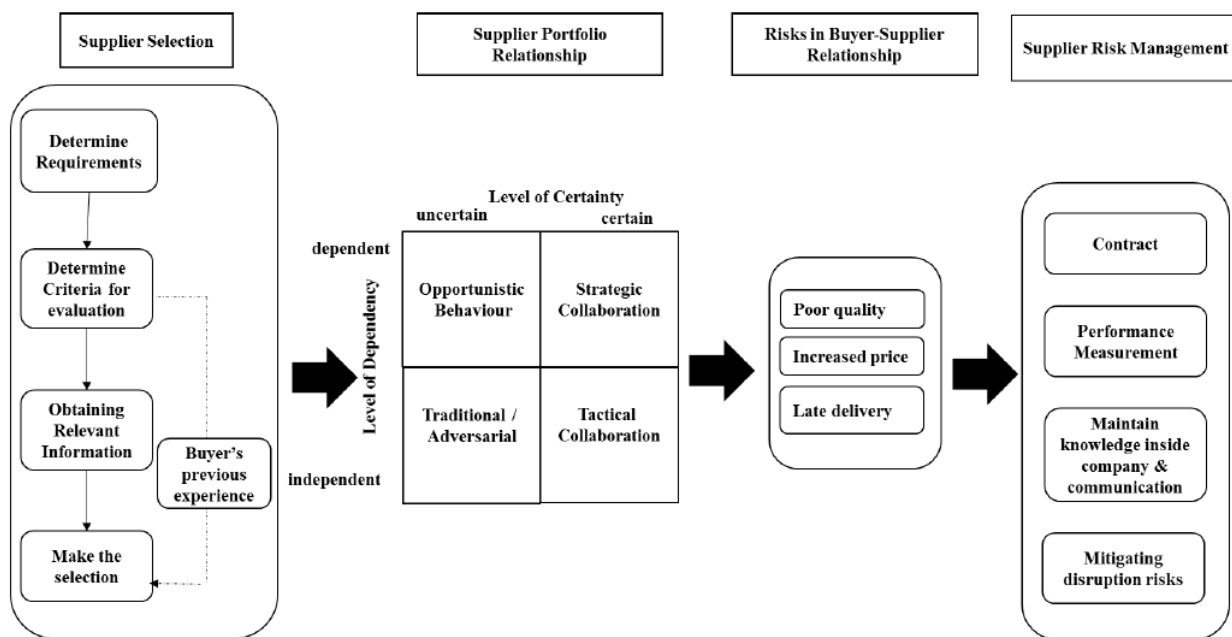 Supplier Selection
Supplier Portfolio
Relationship
Risks in Buyer-Supplier
Relationship
Supplier Risk Management
Determine
Requirements
Determine
Criteria for
evaluation
Obtaining
Relevant
Information
Buyer's
previous
experience
Make the
selection
Level of Certainty
uncertain
certain
dependent
Level of Dependency
independent
Opportunistic
Behaviour
Strategic
Collaboration
Traditional /
Adversarial
Tactical
Collaboration
Poor quality
Increased price
Late delivery
Contract
Performance
Measurement
Maintain
knowledge inside
company &
communication
Mitigating
disruption risks